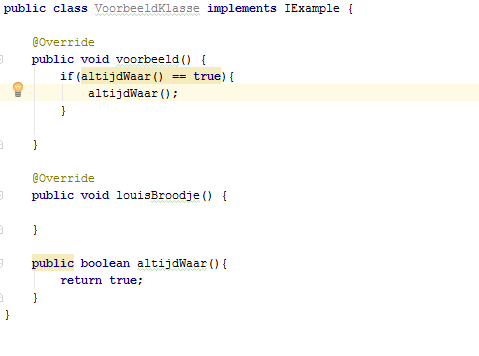 public class VoorbeeldKlasse implements IExample {
@Override
public void voorbeeld() {
if(altijdWaar() == true){
altijdWaar();
}
}
@Override
public void louisBroodje() {
}
public boolean altijdWaar(){
return true;
}
}